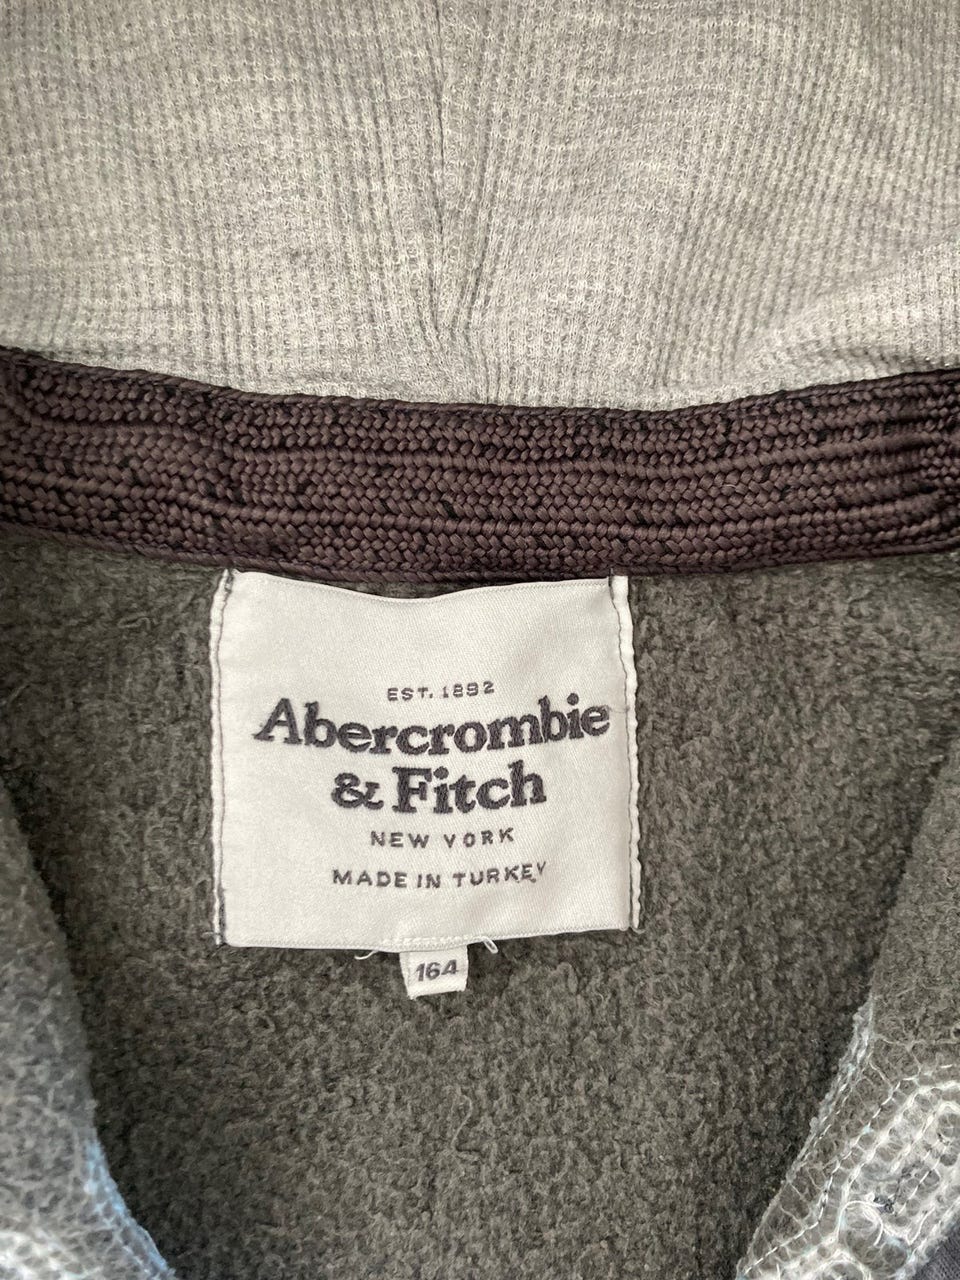 EST. 1892
Abercrombie
& Fitch
NEW YORK
MADE IN TURKEY
164